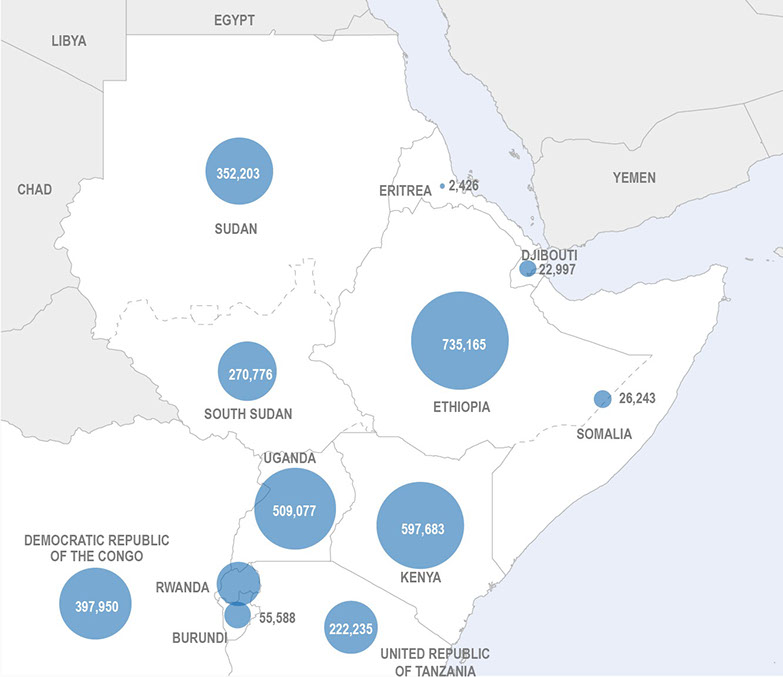 EGYPT
LIBYA
352,203
SUDAN
CHAD
ERITREA
2,426
YEMEN
DJIBOUTI
22,997
735,165
ETHIOPIA
270,776
SOUTH SUDAN
26,243
SOMALIA
UGANDA
509,077
597,683
KENYA
DEMOCRATIC REPUBLIC
OF THE CONGO
397,950
RWANDA
55,588
BURUNDI
222,235
UNITED REPUBLIC
OF TANZANIA